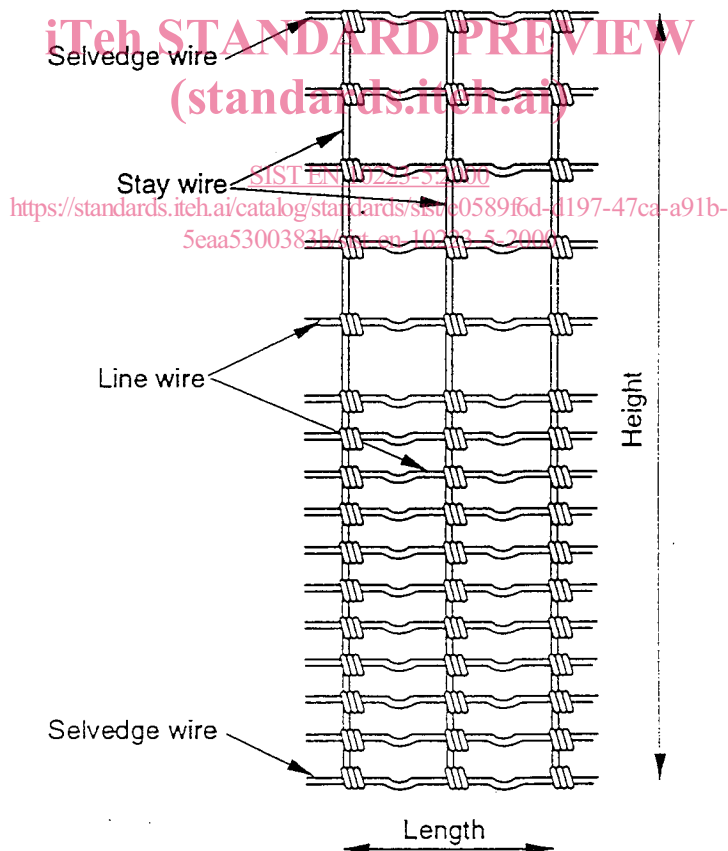 iTeh STANDARD PREVIEW
Selvedge wire
(standards.iteh.ai)
Stay wire
SIST EN 10223-5:2000
https://standards.iteh.ai/catalog/standards/sist/c0589f6d-d197-47ca-a91b-
5eaa5300383b/sist-en-10223-5-2000
Line wire
Height
Selvedge wire
Length